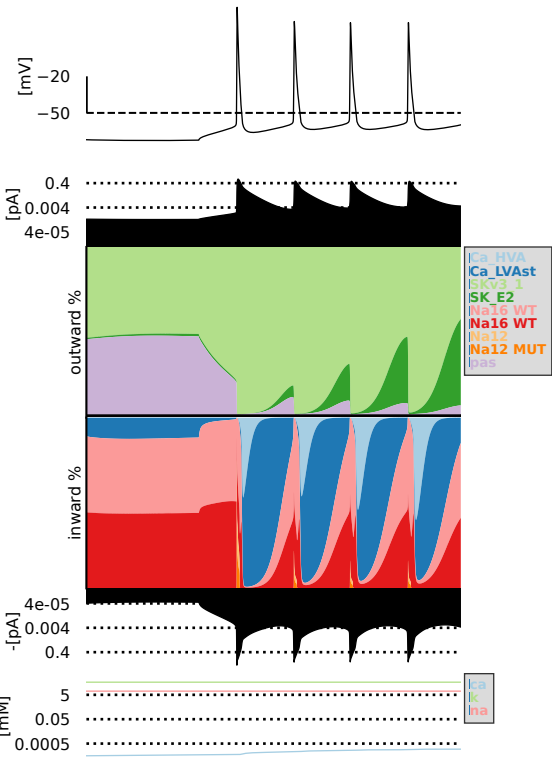 [mV]
−20
−50
[pA]
0.4
0.004
4e-05
outward %
Ca_HVA
Ca_LVAst
SKv3_1
SK_E2
Na16 WT
Na16 WT
Na12
Na12 MUT
pas
inward %
-[pA]
4e-05
0.004
0.4
[mM]
5
0.05
0.0005
ca
k
na